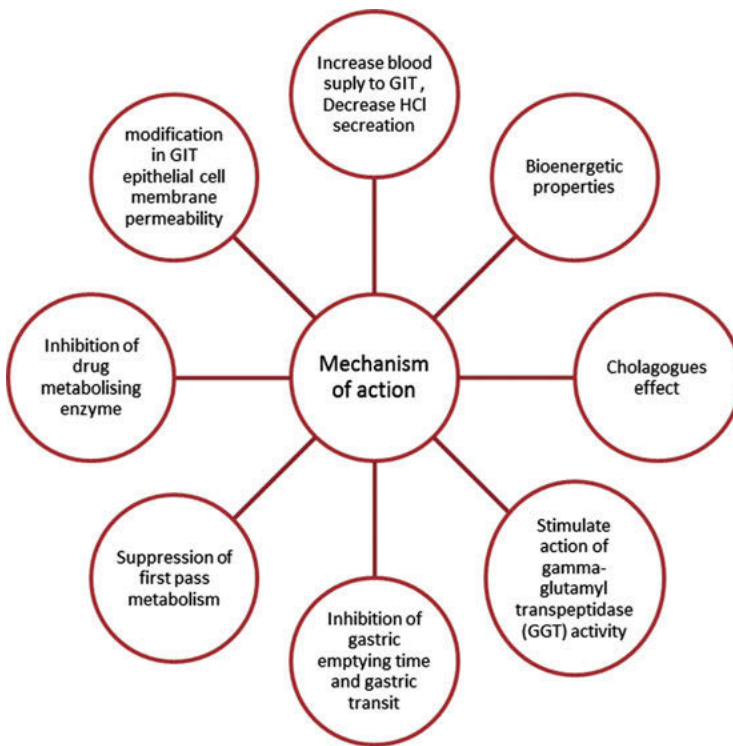 Increase blood
suply to GIT ,
Decrease HCl
secreation
modification
in GIT
epithelial cell
membrane
permeability
Bioenergetic
properties
Inhibition of
drug
metabolising
enzyme
Mechanism
of action
Cholagogues
effect
Suppression of
first pass
metabolism
Inhibition of
gastric
emptying time
and gastric
transit
Stimulate
action of
gamma-
glutamyl
transpeptidase
(GGT) activity